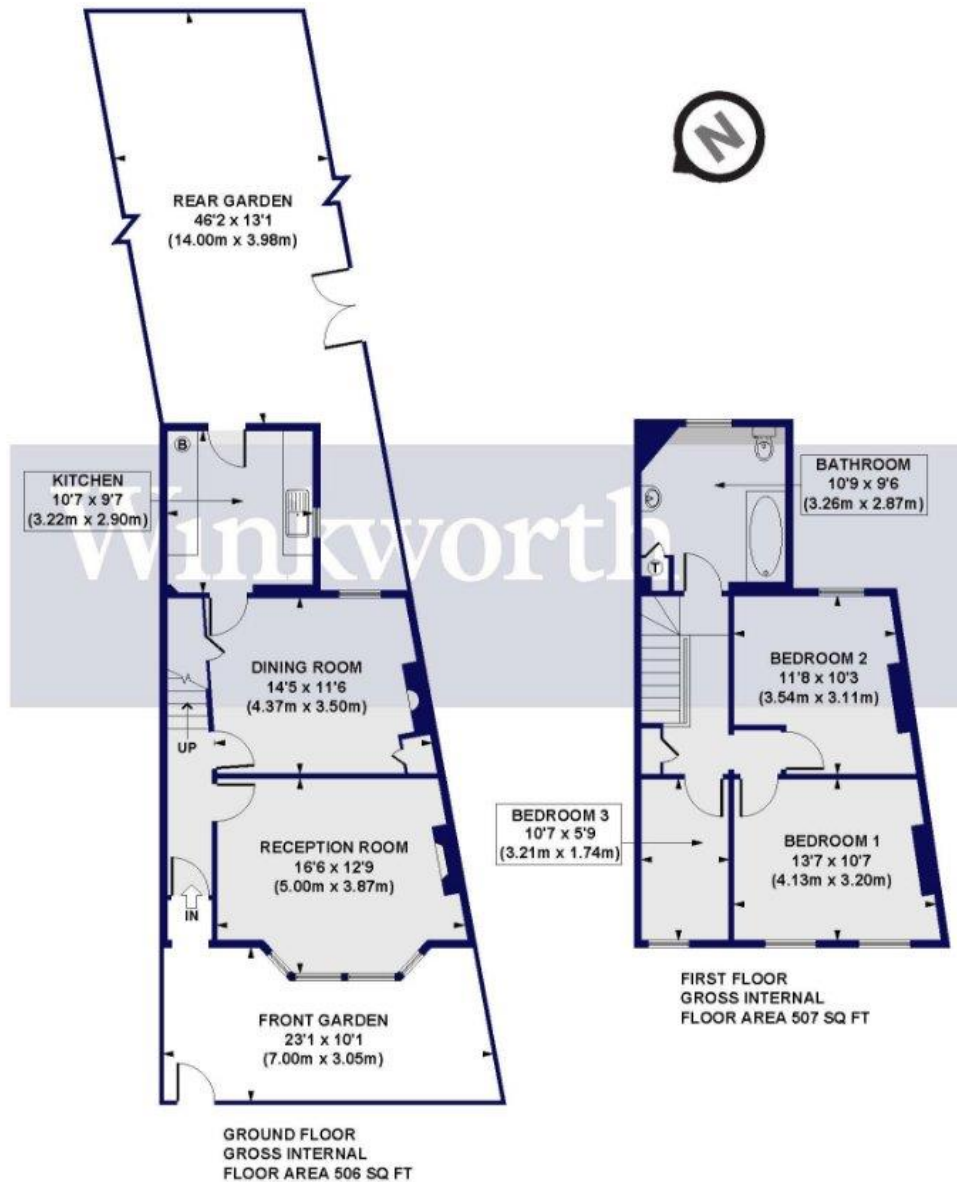 N
REAR GARDEN
46'2 x 13'1
(14.00m x 3.98m)
B
KITCHEN
10'7 x 9'7
(3.22m x 2.90m)
Winkworth
BATHROOM
10'9 x 9'6
(3.26m x 2.87m)
T
DINING ROOM
14'5 x 11'6
(4.37m x 3.50m)
UP
BEDROOM 2
11'8 x 10'3
(3.54m x 3.11m)
RECEPTION ROOM
16'6 x 12'9
(5.00m x 3.87m)
IN
BEDROOM 3
10'7 x 5'9
(3.21m x 1.74m)
BEDROOM 1
13'7 x 10'7
(4.13m x 3.20m)
FRONT GARDEN
23'1 x 10'1
(7.00m x 3.05m)
FIRST FLOOR
GROSS INTERNAL
FLOOR AREA 507 SQ FT
GROUND FLOOR
GROSS INTERNAL
FLOOR AREA 506 SQ FT